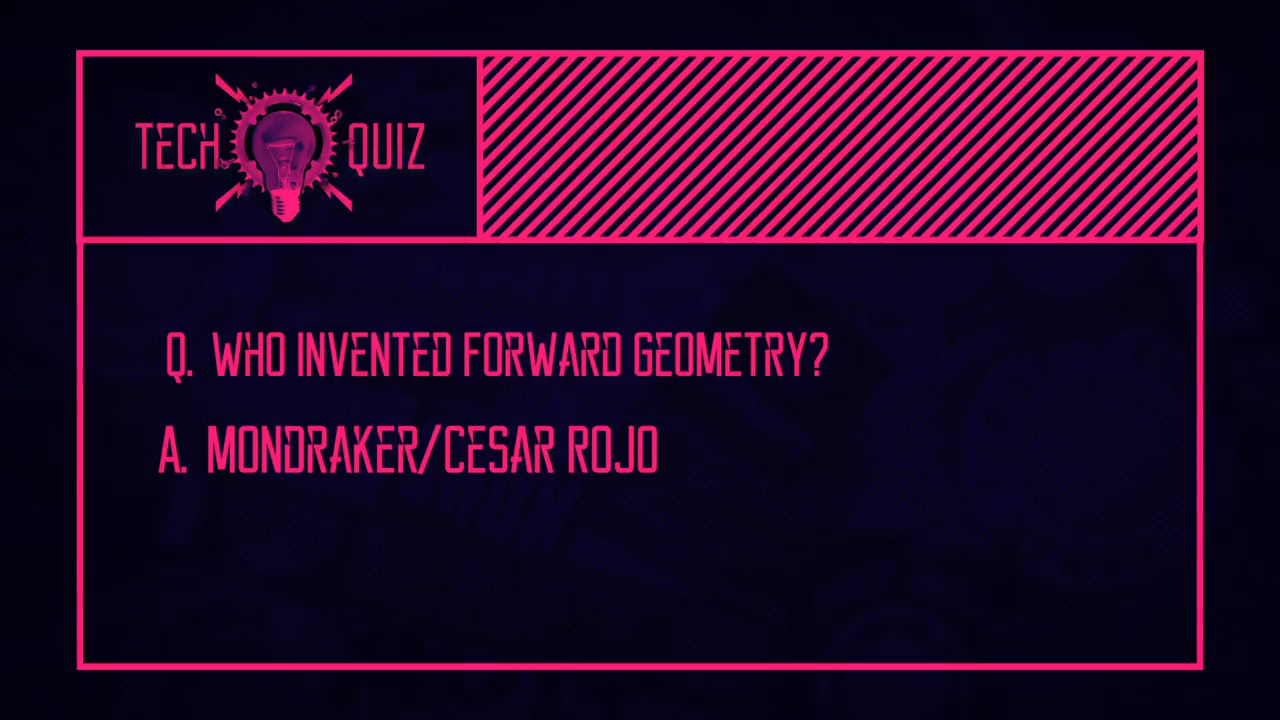 TECH QUIZ
Q. WHO INVENTED FORWARD GEOMETRY?
A. MONDRAKER/CESAR ROJO